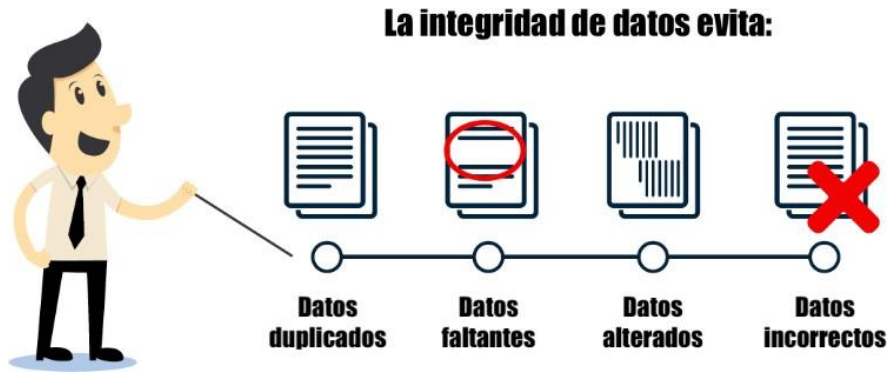 La integridad de datos evita:
Datos
duplicados
Datos
faltantes
Datos
alterados
Datos
incorrectos